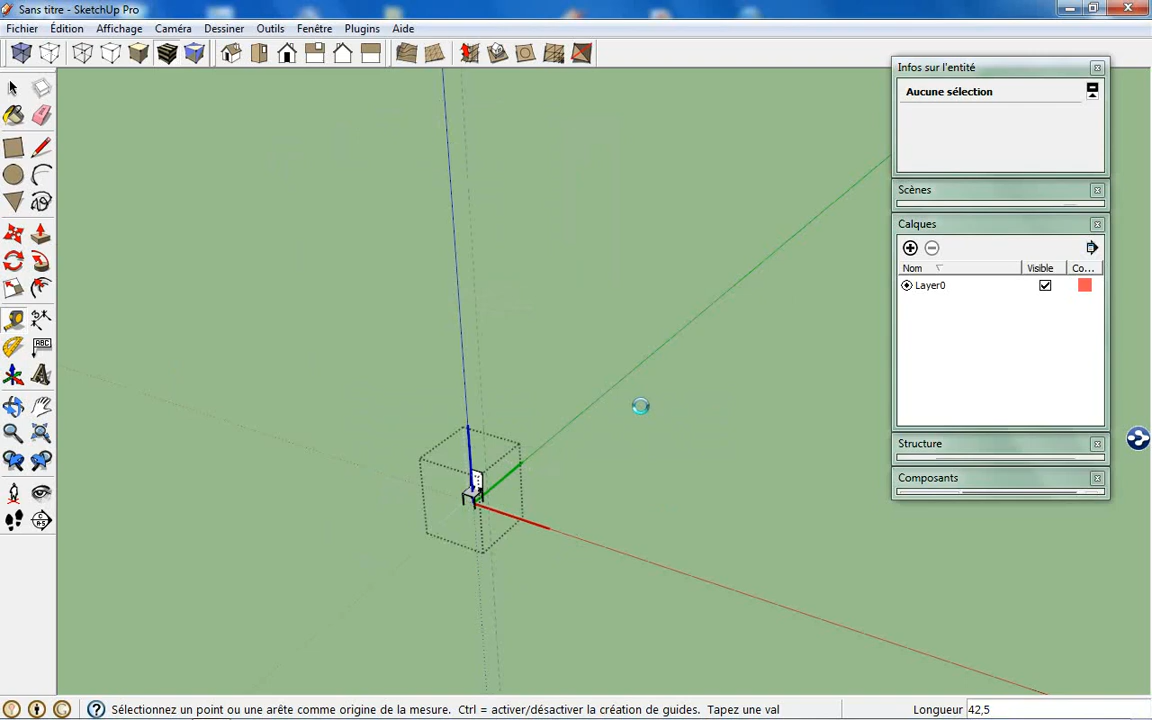 Sans titre - SketchUp Pro
Fichier Édition Affichage Caméra Dessiner Outils Fenêtre Plugins Aide
Infos sur l'entité
Aucune sélection
Scènes
Calques
Nom Visible Co...
Layer0
ABC
Structure
Composants
Sélectionnez un point ou une arête comme origine de la mesure. Ctrl = activer/désactiver la création de guides. Tapez une val
Longueur 42,5